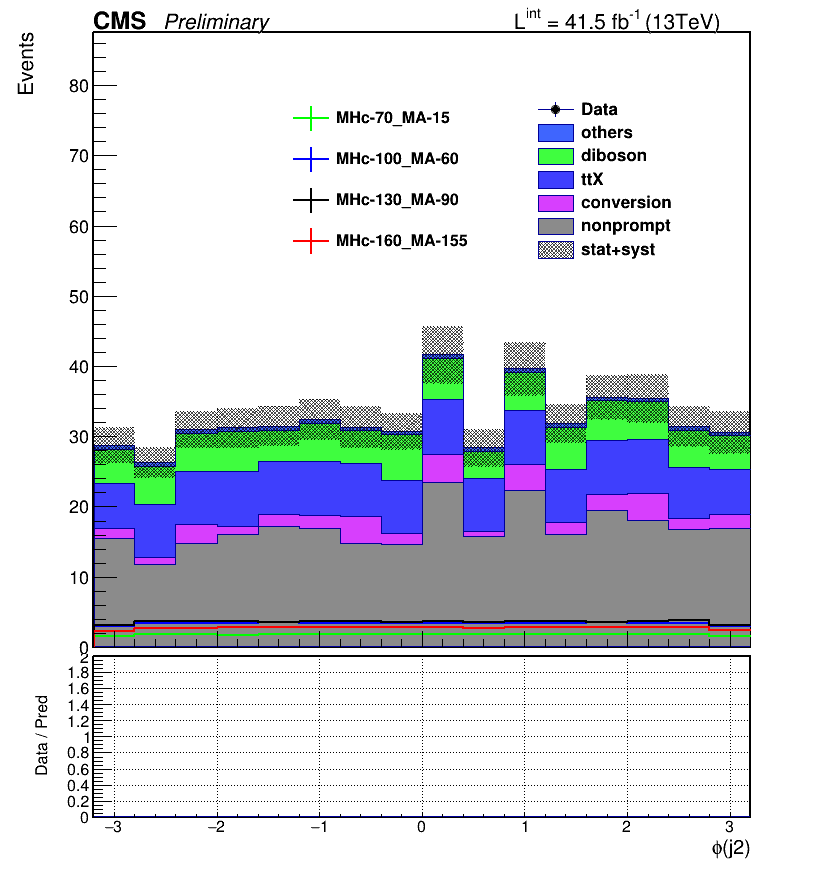 CMS Preliminary
L^int = 41.5 fb^-1 (13TeV)
Events
80
70
60
50
40
30
20
10
0
MHc-70_MA-15
MHc-100_MA-60
MHc-130_MA-90
MHc-160_MA-155
Data
others
diboson
ttX
conversion
nonprompt
stat+syst
Data / Pred
2
1.8
1.6
1.4
1.2
1
0.8
0.6
0.4
0.2
0
−3 −2 −1 0 1 2 3
ϕ(j2)